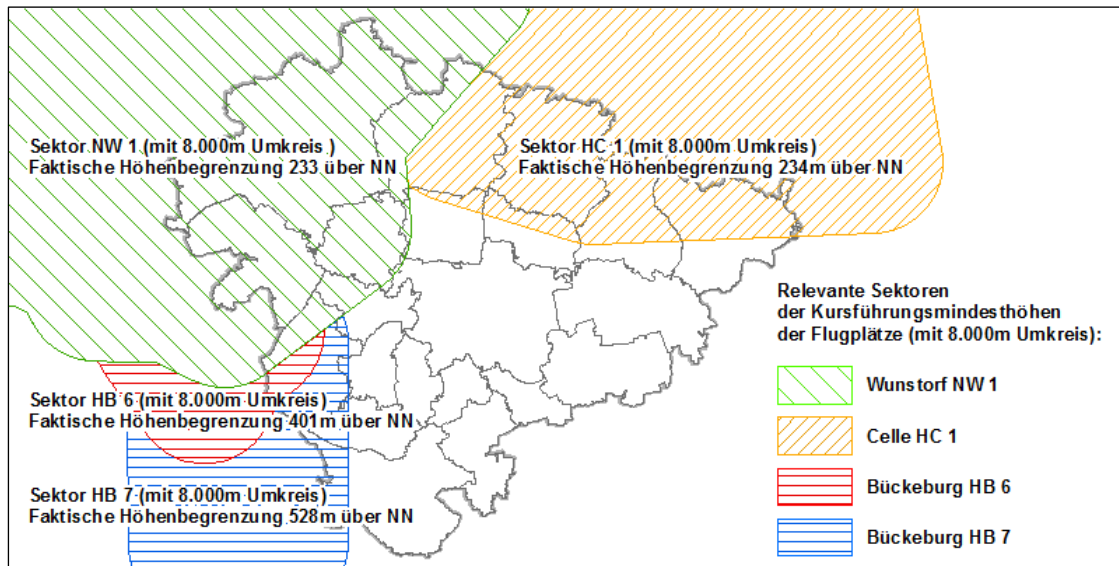 Sektor NW 1 (mit 8.000m Umkreis )
Faktische Höhenbegrenzung 233 über NN
Sektor HC 1 (mit 8.000m Umkreis)
Faktische Höhenbegrenzung 234m über NN
Relevante Sektoren
der Kursführungsmindesthöhen
der Flugplätze (mit 8.000m Umkreis):
Wunstorf NW 1
Celle HC 1
Bückeburg HB 6
Bückeburg HB 7
Sektor HB 6 (mit 8.000m Umkreis)
Faktische Höhenbegrenzung 401m über NN
Sektor HB 7 (mit 8.000m Umkreis)
Faktische Höhenbegrenzung 528m über NN